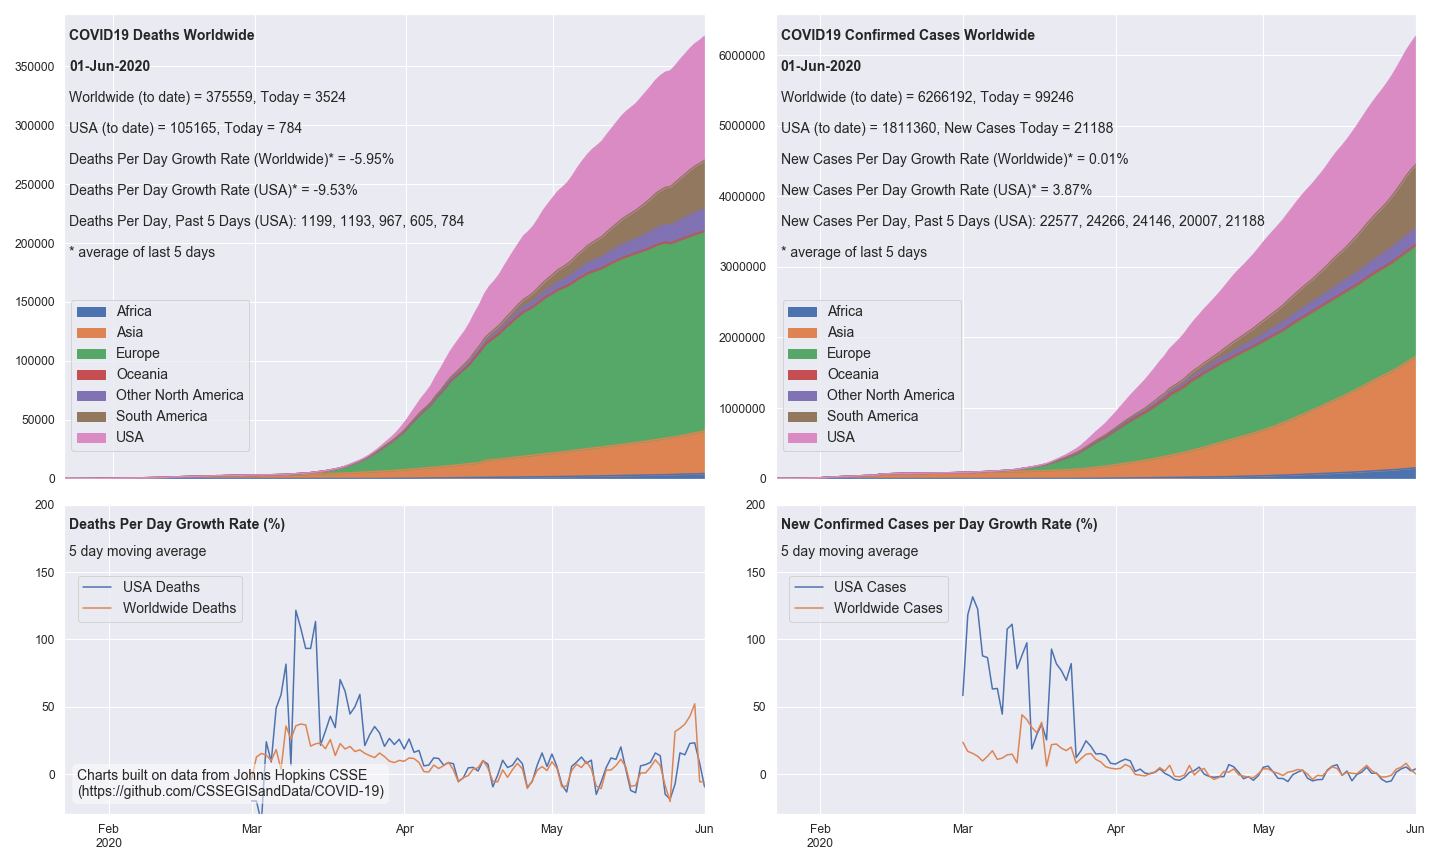 COVID19 Deaths Worldwide
01-Jun-2020
Worldwide (to date) = 375559, Today = 3524
USA (to date) = 105165, Today = 784
Deaths Per Day Growth Rate (Worldwide)* = -5.95%
Deaths Per Day Growth Rate (USA)* = -9.53%
Deaths Per Day, Past 5 Days (USA): 1199, 1193, 967, 605, 784
* average of last 5 days
350000
300000
250000
200000
150000
100000
50000
0
Africa
Asia
Europe
Oceania
Other North America
South America
USA
COVID19 Confirmed Cases Worldwide
01-Jun-2020
Worldwide (to date) = 6266192, Today = 99246
USA (to date) = 1811360, New Cases Today = 21188
New Cases Per Day Growth Rate (Worldwide)* = 0.01%
New Cases Per Day Growth Rate (USA)* = 3.87%
New Cases Per Day, Past 5 Days (USA): 22577, 24266, 24146, 20007, 21188
* average of last 5 days
6000000
5000000
4000000
3000000
2000000
1000000
0
Africa
Asia
Europe
Oceania
Other North America
South America
USA
Deaths Per Day Growth Rate (%)
5 day moving average
USA Deaths
Worldwide Deaths
200
150
100
50
0
Charts built on data from Johns Hopkins CSSE
(https://github.com/CSSEGISandData/COVID-19)
Feb Mar Apr May Jun
2020
New Confirmed Cases per Day Growth Rate (%)
5 day moving average
USA Cases
Worldwide Cases
200
150
100
50
0
Feb Mar Apr May Jun
2020